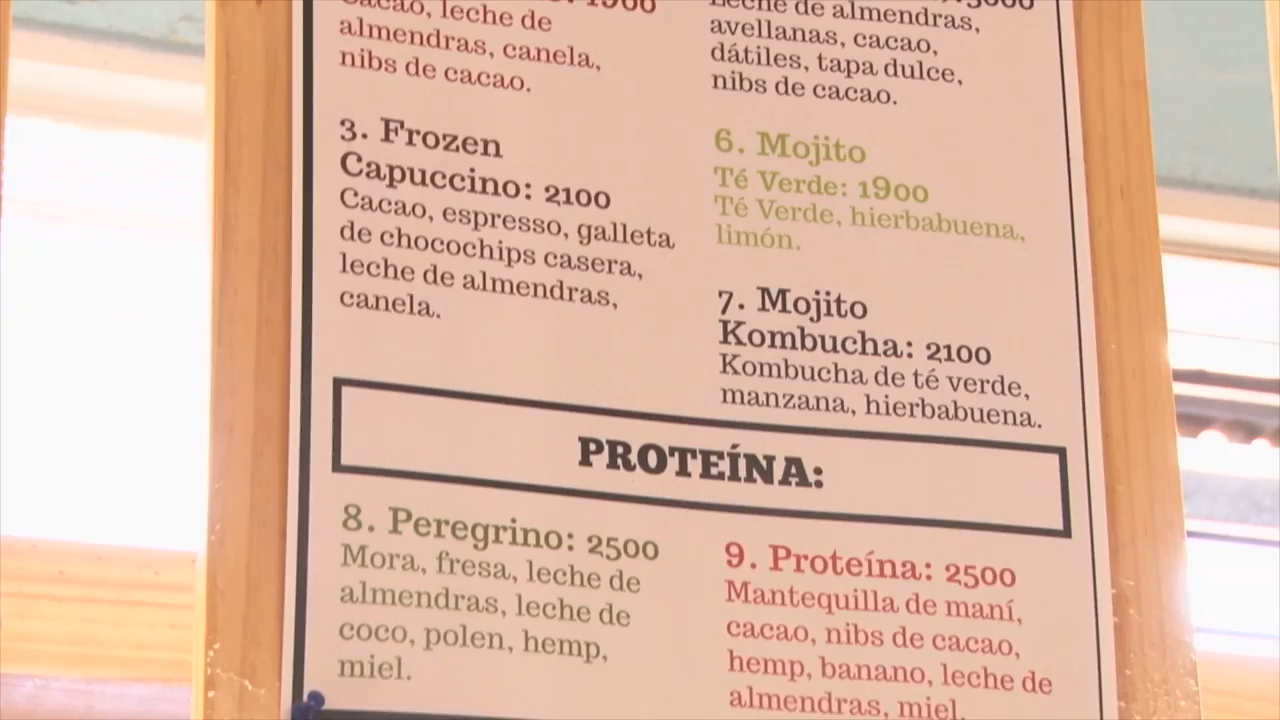 Cacao, leche de
almendras, canela,
nibs de cacao.
3. Frozen
Capuccino: 2100
Cacao, espresso, galleta
de chocochips casera,
leche de almendras,
canela.
Leche de almendras,
avellanas, cacao,
dátiles, tapa dulce,
nibs de cacao.
6. Mojito
Té Verde: 1900
Té Verde, hierbabuena,
limón.
7. Mojito
Kombucha: 2100
Kombucha de té verde,
manzana, hierbabuena.
PROTEÍNA:
8. Peregrino: 2500
Mora, fresa, leche de
almendras, leche de
coco, polen, hemp,
miel.
9. Proteína: 2500
Mantequilla de maní,
cacao, nibs de cacao,
hemp, banano, leche de
almendras, miel.